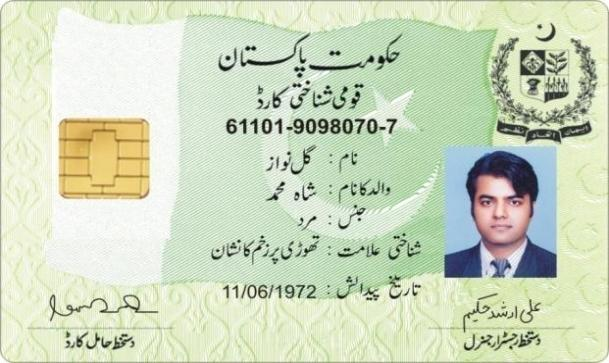 حکومت پاکستان
قومی شناختی کارڈ
61101-9098070-7
نام : گل نواز
والد کا نام : شاہ محمد
جنس : مرد
شناختی علامت : ٹھوڑی پر زخم کا نشان
تاریخ پیدائش : 11/06/1972
علی ارشد حکیم
دستخط حامل کارڈ
دستخط رجسٹرار جنرل